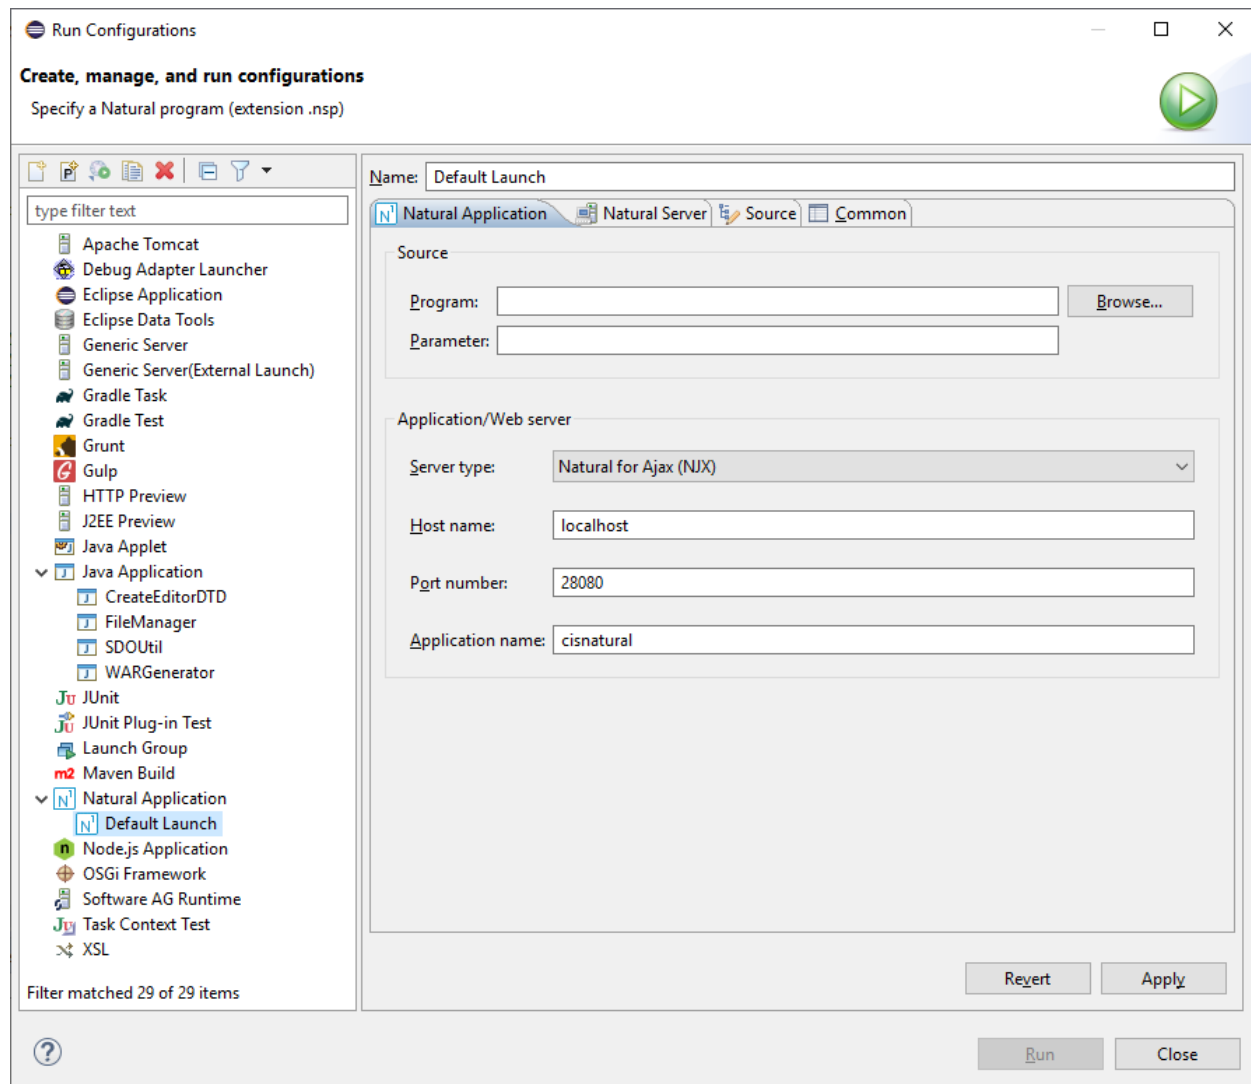 Run Configurations
Create, manage, and run configurations
Specify a Natural program (extension .nsp)
type filter text
Apache Tomcat
Debug Adapter Launcher
Eclipse Application
Eclipse Data Tools
Generic Server
Generic Server(External Launch)
Gradle Task
Gradle Test
Grunt
Gulp
HTTP Preview
J2EE Preview
Java Applet
Java Application
CreateEditorDTD
FileManager
SDOUtil
WARGenerator
JUnit
JUnit Plug-in Test
Launch Group
m2 Maven Build
Natural Application
Default Launch
Node.js Application
OSGi Framework
Software AG Runtime
Task Context Test
XSL
Filter matched 29 of 29 items
Name: Default Launch
Natural Application Natural Server Source Common
Source
Program: Browse...
Parameter:
Application/Web server
Server type: Natural for Ajax (NJX)
Host name: localhost
Port number: 28080
Application name: cisnatural
Revert Apply
Run Close